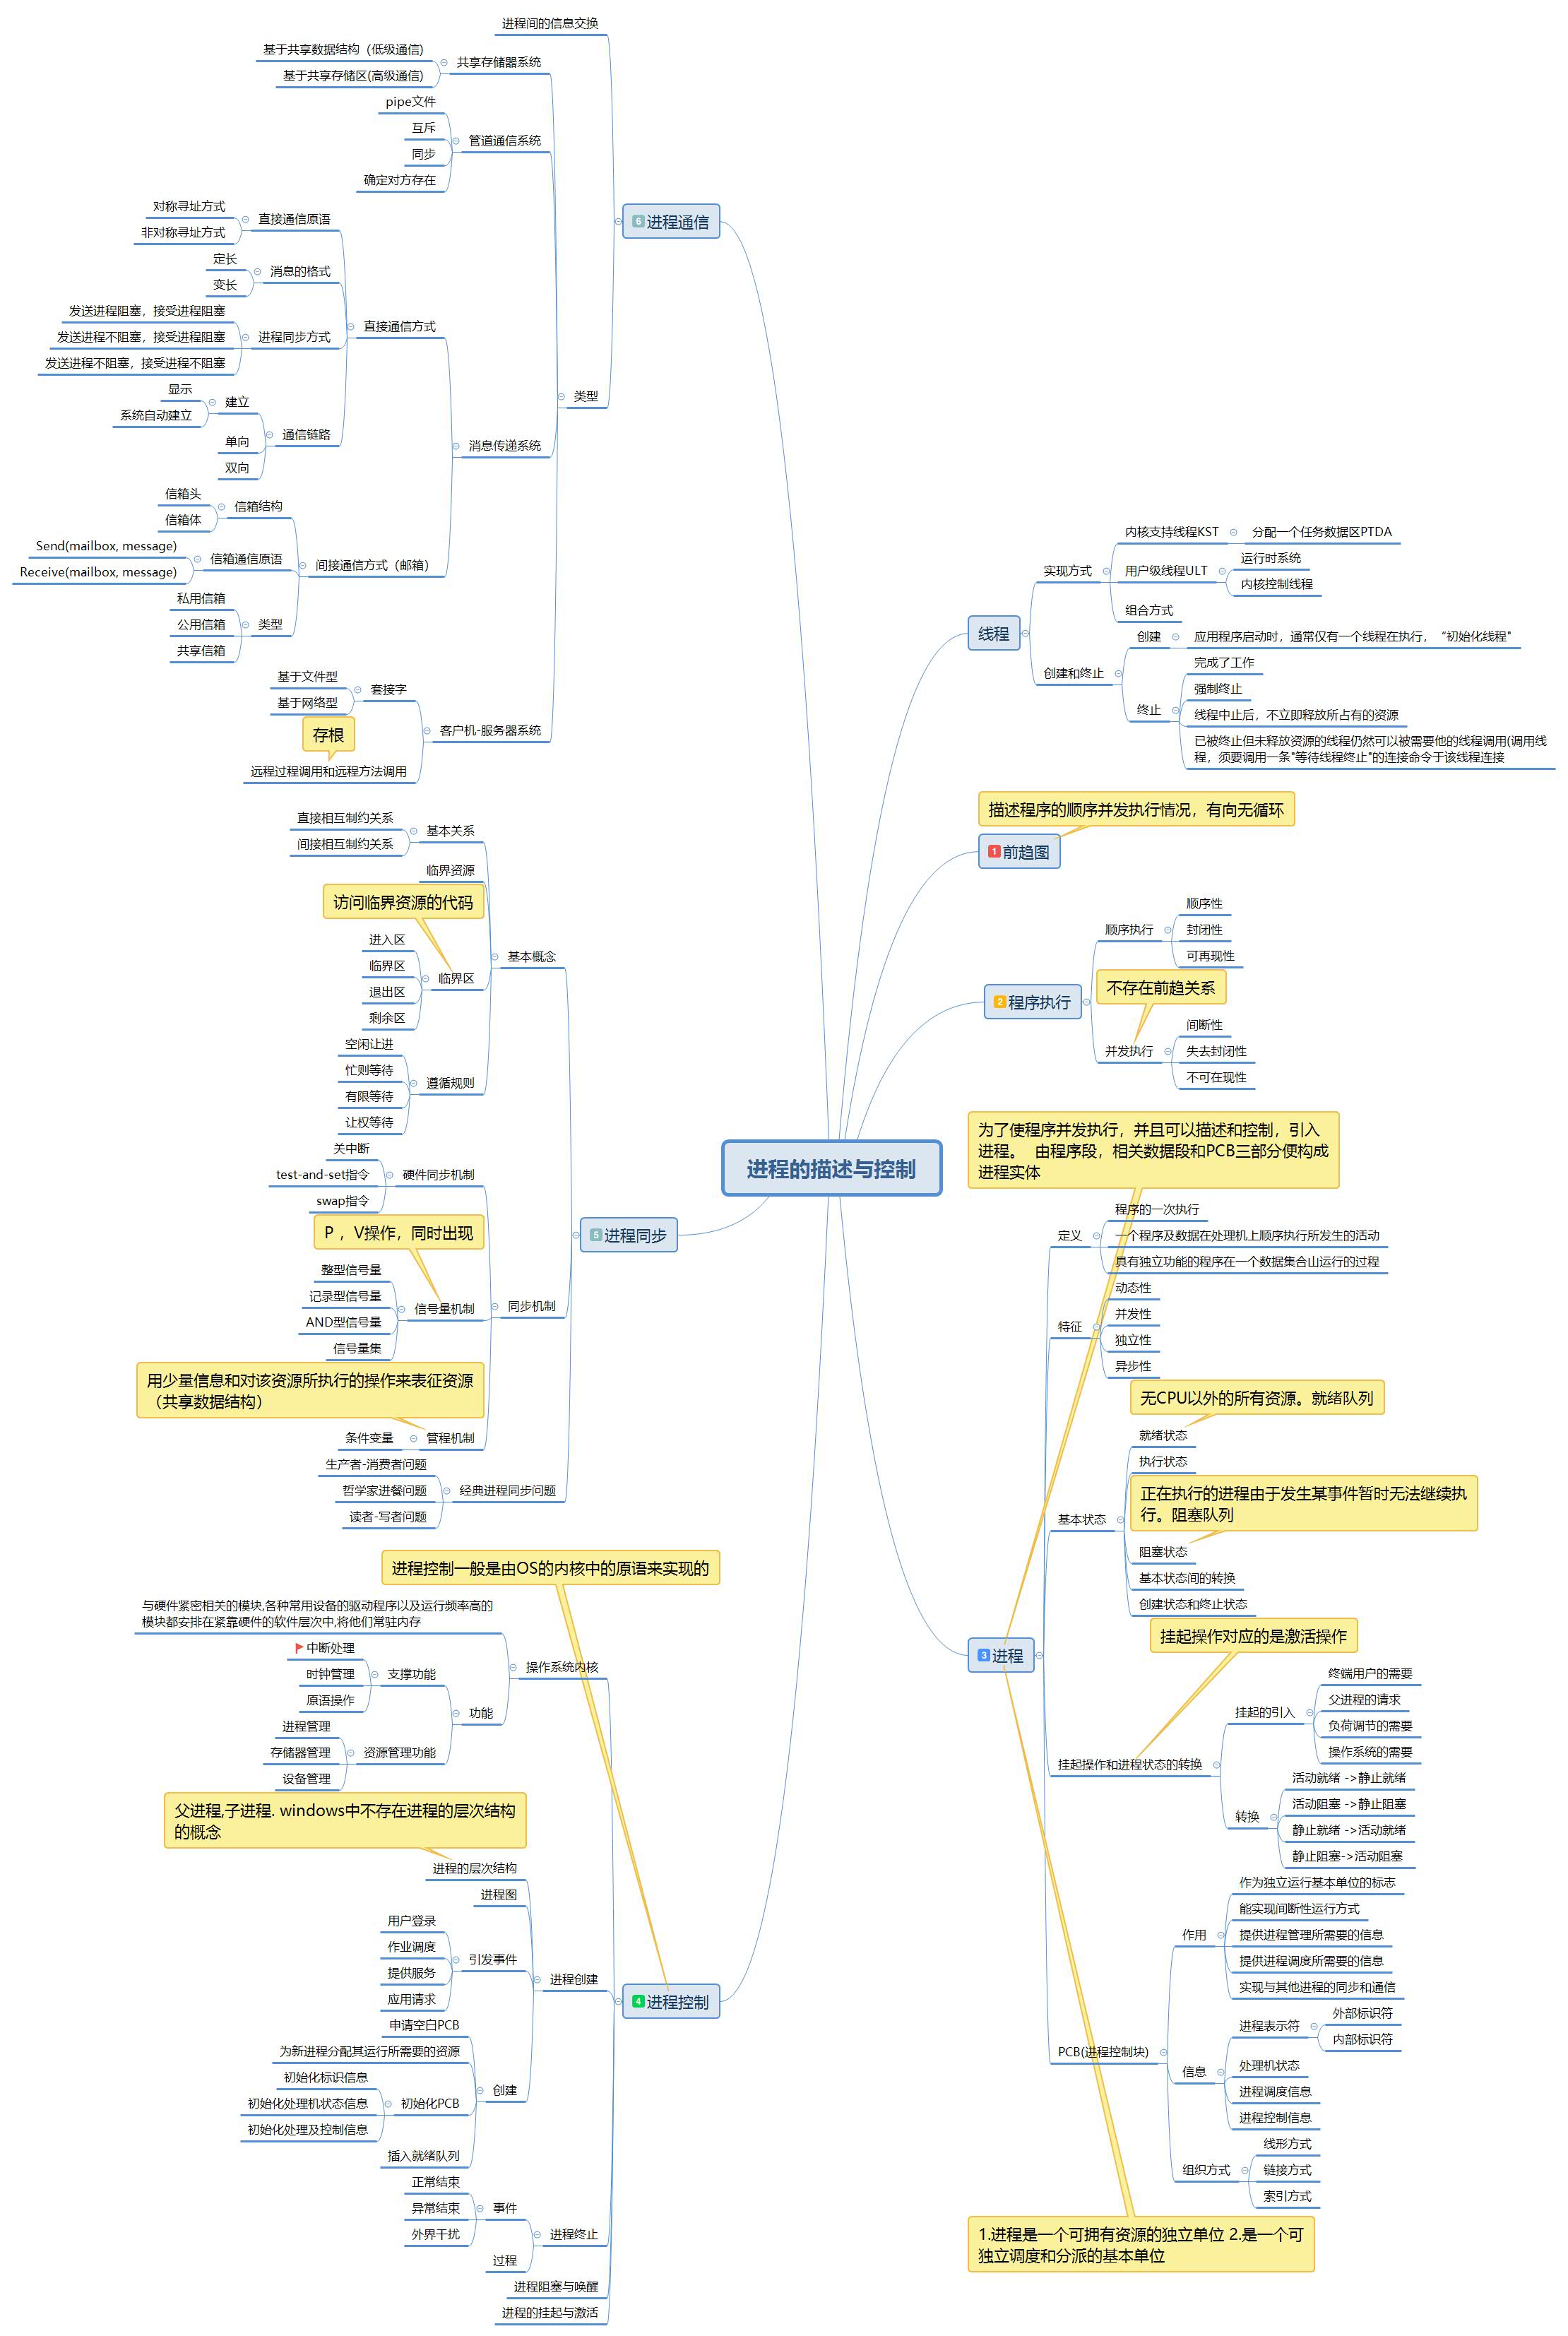 进程的描述与控制
6 进程通信
进程间的信息交换
类型
共享存储器系统
基于共享数据结构（低级通信)
基于共享存储区(高级通信)
管道通信系统
pipe文件
互斥
同步
确定对方存在
消息传递系统
直接通信方式
直接通信原语
对称寻址方式
非对称寻址方式
消息的格式
定长
变长
进程同步方式
发送进程阻塞，接受进程阻塞
发送进程不阻塞，接受进程阻塞
发送进程不阻塞，接受进程不阻塞
通信链路
建立
显示
系统自动建立
单向
双向
间接通信方式（邮箱）
信箱结构
信箱头
信箱体
信箱通信原语
Send(mailbox, message)
Receive(mailbox, message)
类型
私用信箱
公用信箱
共享信箱
客户机-服务器系统
套接字
基于文件型
基于网络型
存根
远程过程调用和远程方法调用
5 进程同步
基本概念
基本关系
直接相互制约关系
间接相互制约关系
临界资源
访问临界资源的代码
临界区
进入区
临界区
退出区
剩余区
遵循规则
空闲让进
忙则等待
有限等待
让权等待
同步机制
硬件同步机制
关中断
test-and-set指令
swap指令
P ，V操作，同时出现
信号量机制
整型信号量
记录型信号量
AND型信号量
信号量集
用少量信息和对该资源所执行的操作来表征资源
（共享数据结构）
管程机制
条件变量
经典进程同步问题
生产者-消费者问题
哲学家进餐问题
读者-写者问题
进程控制一般是由OS的内核中的原语来实现的
4 进程控制
操作系统内核
与硬件紧密相关的模块,各种常用设备的驱动程序以及运行频率高的
模块都安排在紧靠硬件的软件层次中,将他们常驻内存
功能
支撑功能
中断处理
时钟管理
原语操作
资源管理功能
进程管理
存储器管理
设备管理
父进程,子进程. windows中不存在进程的层次结构
的概念
进程创建
进程的层次结构
进程图
引发事件
用户登录
作业调度
提供服务
应用请求
创建
申请空白PCB
为新进程分配其运行所需要的资源
初始化PCB
初始化标识信息
初始化处理机状态信息
初始化处理及控制信息
插入就绪队列
进程终止
事件
正常结束
异常结束
外界干扰
过程
进程阻塞与唤醒
进程的挂起与激活
线程
实现方式
内核支持线程KST
分配一个任务数据区PTDA
用户级线程ULT
运行时系统
内核控制线程
组合方式
创建和终止
创建
应用程序启动时，通常仅有一个线程在执行，“初始化线程"
终止
完成了工作
强制终止
线程中止后，不立即释放所占有的资源
已被终止但未释放资源的线程仍然可以被需要他的线程调用(调用线
程，须要调用一条"等待线程终止"的连接命令于该线程连接
描述程序的顺序并发执行情况，有向无循环
1 前趋图
2 程序执行
顺序执行
顺序性
封闭性
可再现性
不存在前趋关系
并发执行
间断性
失去封闭性
不可在现性
为了使程序并发执行，并且可以描述和控制，引入
进程。 由程序段，相关数据段和PCB三部分便构成
进程实体
3 进程
定义
程序的一次执行
一个程序及数据在处理机上顺序执行所发生的活动
具有独立功能的程序在一个数据集合山运行的过程
特征
动态性
并发性
独立性
异步性
基本状态
无CPU以外的所有资源。就绪队列
就绪状态
执行状态
正在执行的进程由于发生某事件暂时无法继续执
行。阻塞队列
阻塞状态
基本状态间的转换
创建状态和终止状态
挂起操作对应的是激活操作
挂起操作和进程状态的转换
挂起的引入
终端用户的需要
父进程的请求
负荷调节的需要
操作系统的需要
转换
活动就绪 ->静止就绪
活动阻塞 ->静止阻塞
静止就绪 ->活动就绪
静止阻塞->活动阻塞
PCB(进程控制块)
作用
作为独立运行基本单位的标志
能实现间断性运行方式
提供进程管理所需要的信息
提供进程调度所需要的信息
实现与其他进程的同步和通信
信息
进程表示符
外部标识符
内部标识符
处理机状态
进程调度信息
进程控制信息
组织方式
线形方式
链接方式
索引方式
1.进程是一个可拥有资源的独立单位 2.是一个可
独立调度和分派的基本单位